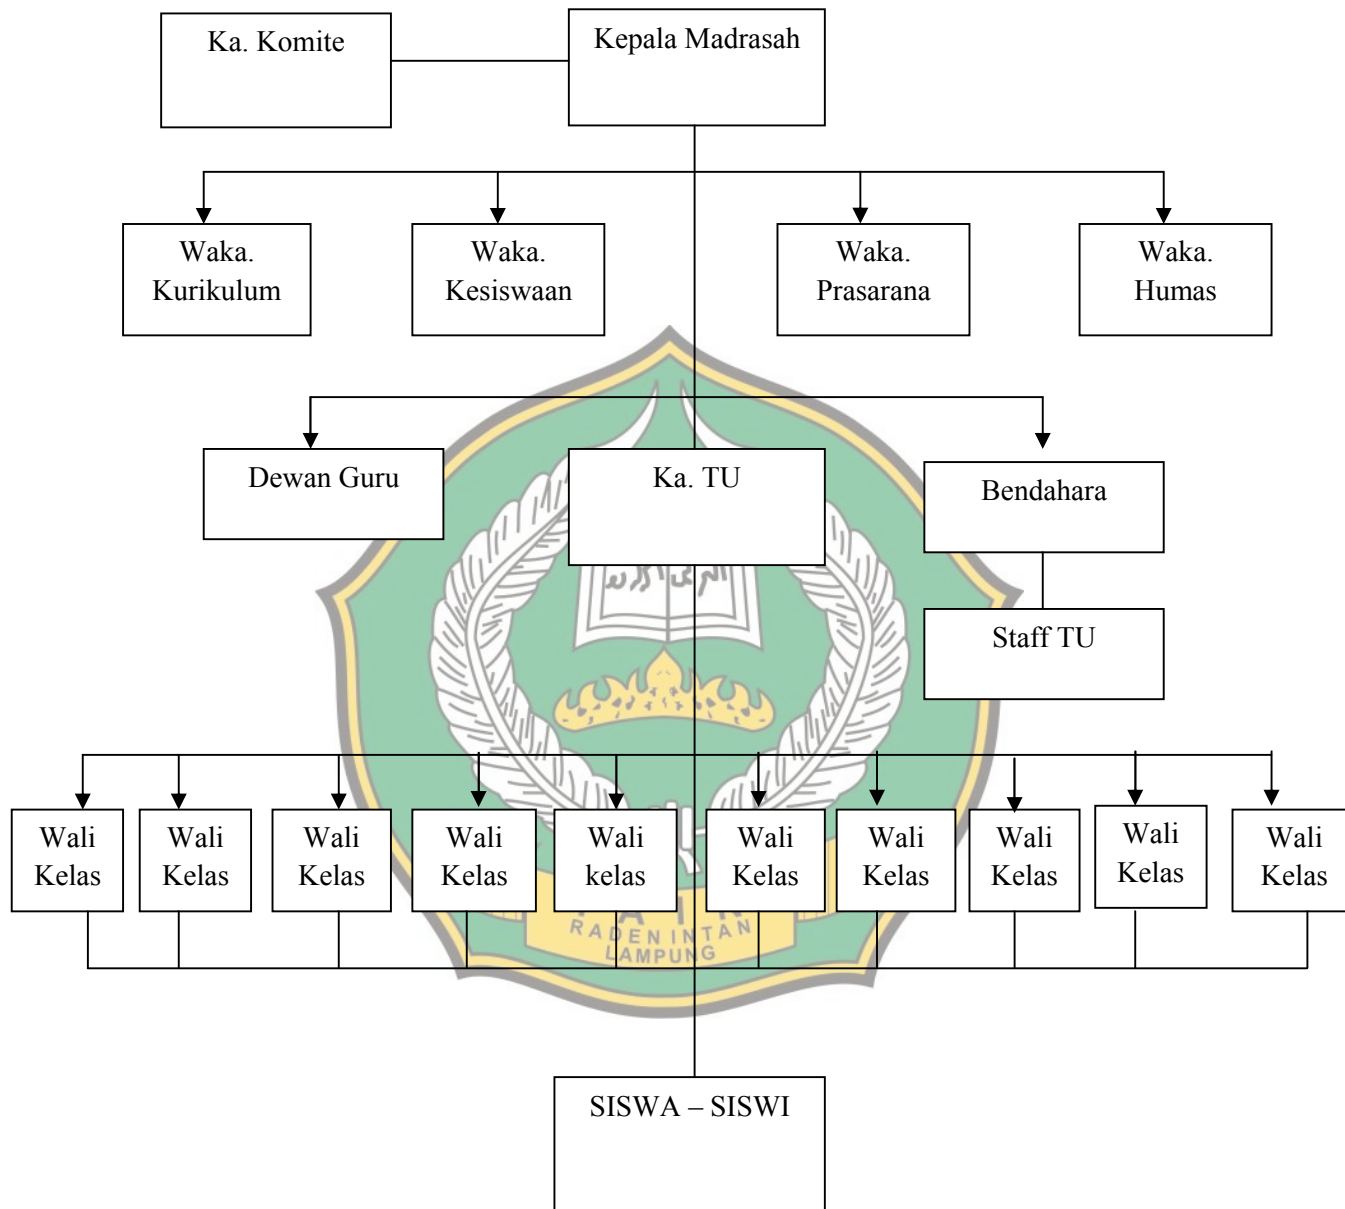 Ka. Komite
Kepala Madrasah
Waka.
Kurikulum
Waka.
Kesiswaan
Waka.
Prasarana
Waka.
Humas
Dewan Guru
Ka. TU
Bendahara
Staff TU
Wali
Kelas
Wali
Kelas
Wali
Kelas
Wali
Kelas
Wali
kelas
Wali
Kelas
Wali
Kelas
Wali
Kelas
Wali
Kelas
Wali
Kelas
RADEN INTAN
LAMPUNG
SISWA – SISWI